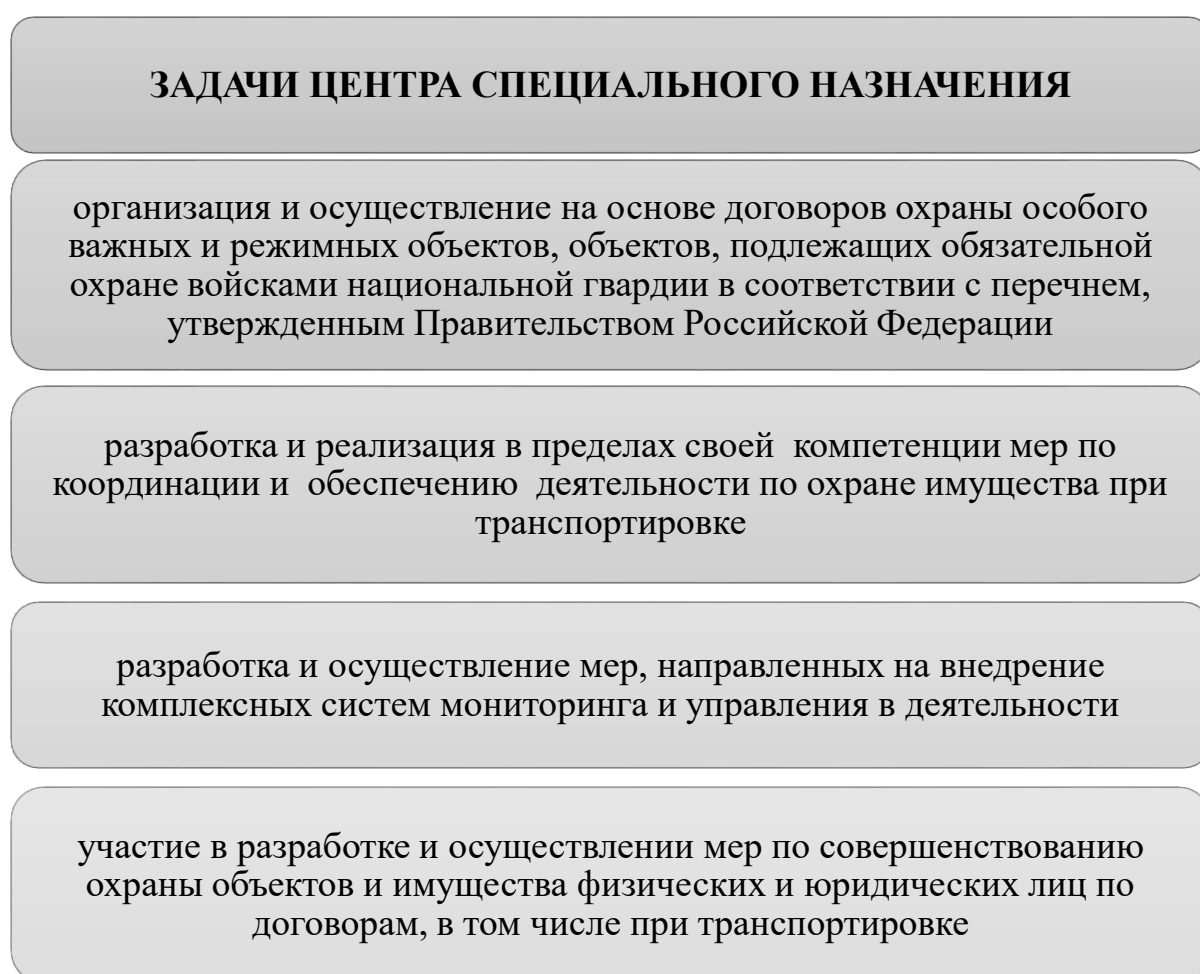 ЗАДАЧИ ЦЕНТРА СПЕЦИАЛЬНОГО НАЗНАЧЕНИЯ
организация и осуществление на основе договоров охраны особого
важных и режимных объектов, объектов, подлежащих обязательной
охране войсками национальной гвардии в соответствии с перечнем,
утвержденным Правительством Российской Федерации
разработка и реализация в пределах своей  компетенции мер по
координации и  обеспечению  деятельности по охране имущества при
транспортировке
разработка и осуществление мер, направленных на внедрение
комплексных систем мониторинга и управления в деятельности
участие в разработке и осуществлении мер по совершенствованию
охраны объектов и имущества физических и юридических лиц по
договорам, в том числе при транспортировке